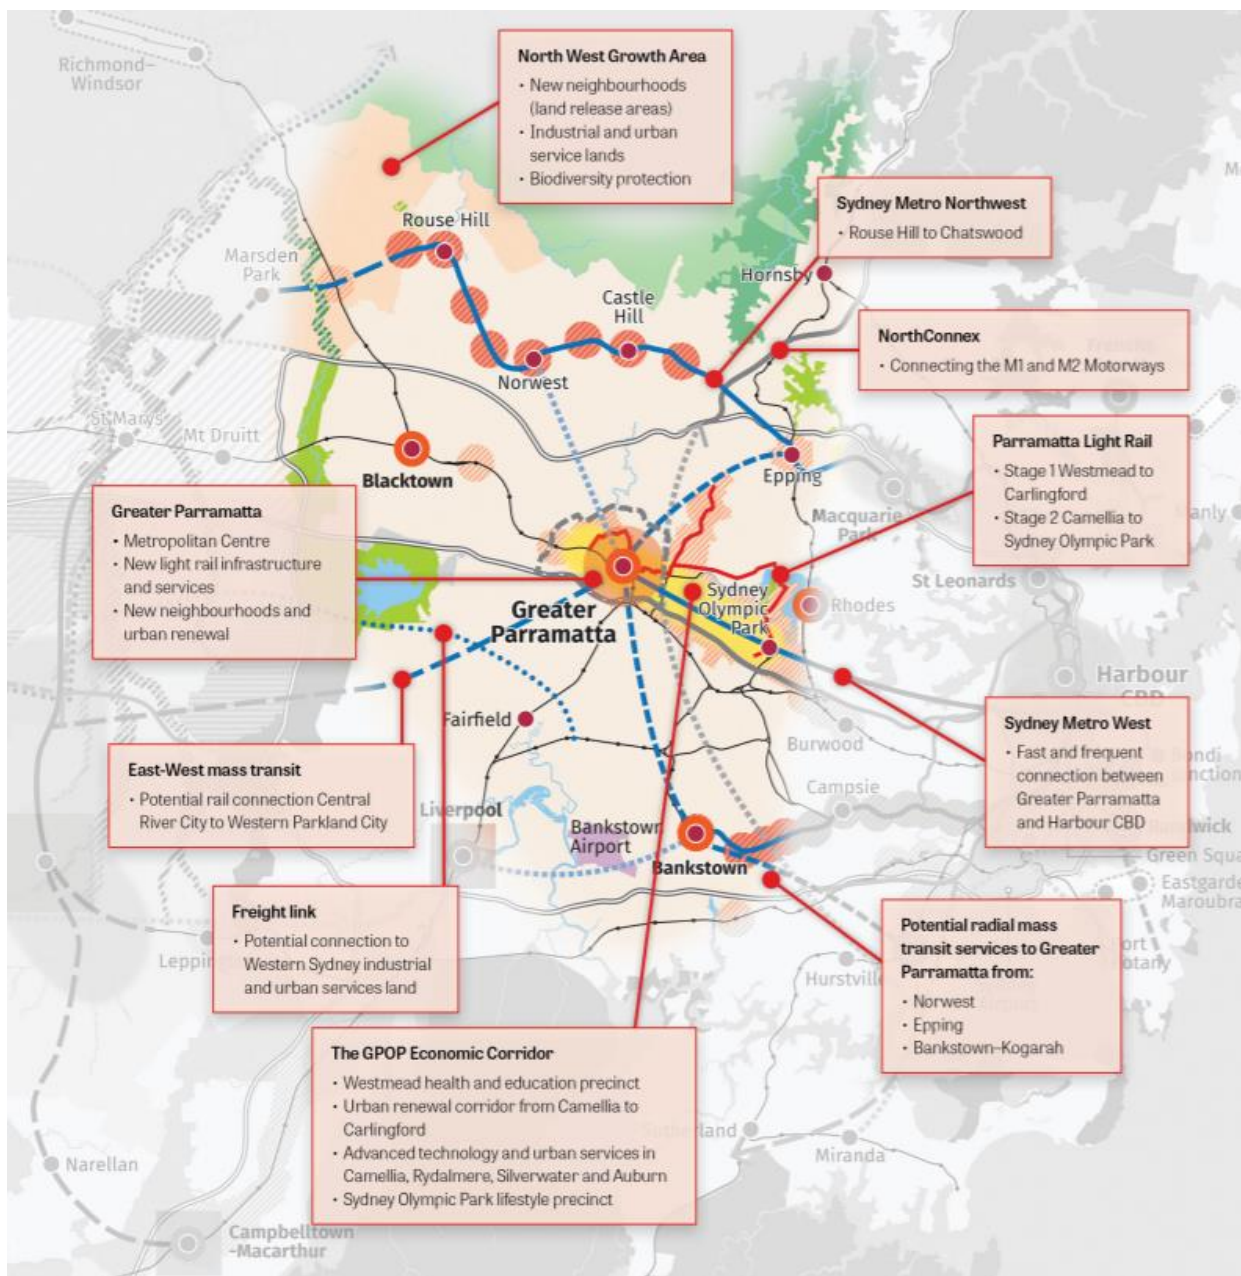 Richmond–
Windsor
North West Growth Area
• New neighbourhoods
(land release areas)
• Industrial and urban
service lands
• Biodiversity protection
Sydney Metro Northwest
• Rouse Hill to Chatswood
Rouse Hill
Marsden
Park
Hornsby
Castle
Hill
NorthConnex
• Connecting the M1 and M2 Motorways
Norwest
St Marys
Mt Druitt
Parramatta Light Rail
• Stage 1 Westmead to
Carlingford
• Stage 2 Camellia to
Sydney Olympic Park
Blacktown
Epping
Greater Parramatta
• Metropolitan Centre
• New light rail infrastructure
and services
• New neighbourhoods and
urban renewal
Macquarie
Park
St Leonards
Sydney
Olympic
Park
Rhodes
Greater
Parramatta
Harbour
CBD
Fairfield
Burwood
Sydney Metro West
• Fast and frequent
connection between
Greater Parramatta
and Harbour CBD
East-West mass transit
• Potential rail connection Central
River City to Western Parkland City
Liverpool
Campsie
Bankstown
Airport
Bankstown
Freight link
• Potential connection to
Western Sydney industrial
and urban services land
Potential radial mass
transit services to Greater
Parramatta from:
• Norwest
• Epping
• Bankstown–Kogarah
The GPOP Economic Corridor
• Westmead health and education precinct
• Urban renewal corridor from Camellia to
Carlingford
• Advanced technology and urban services in
Camellia, Rydalmere, Silverwater and Auburn
• Sydney Olympic Park lifestyle precinct
Miranda
Narellan
Campbelltown
-Macarthur